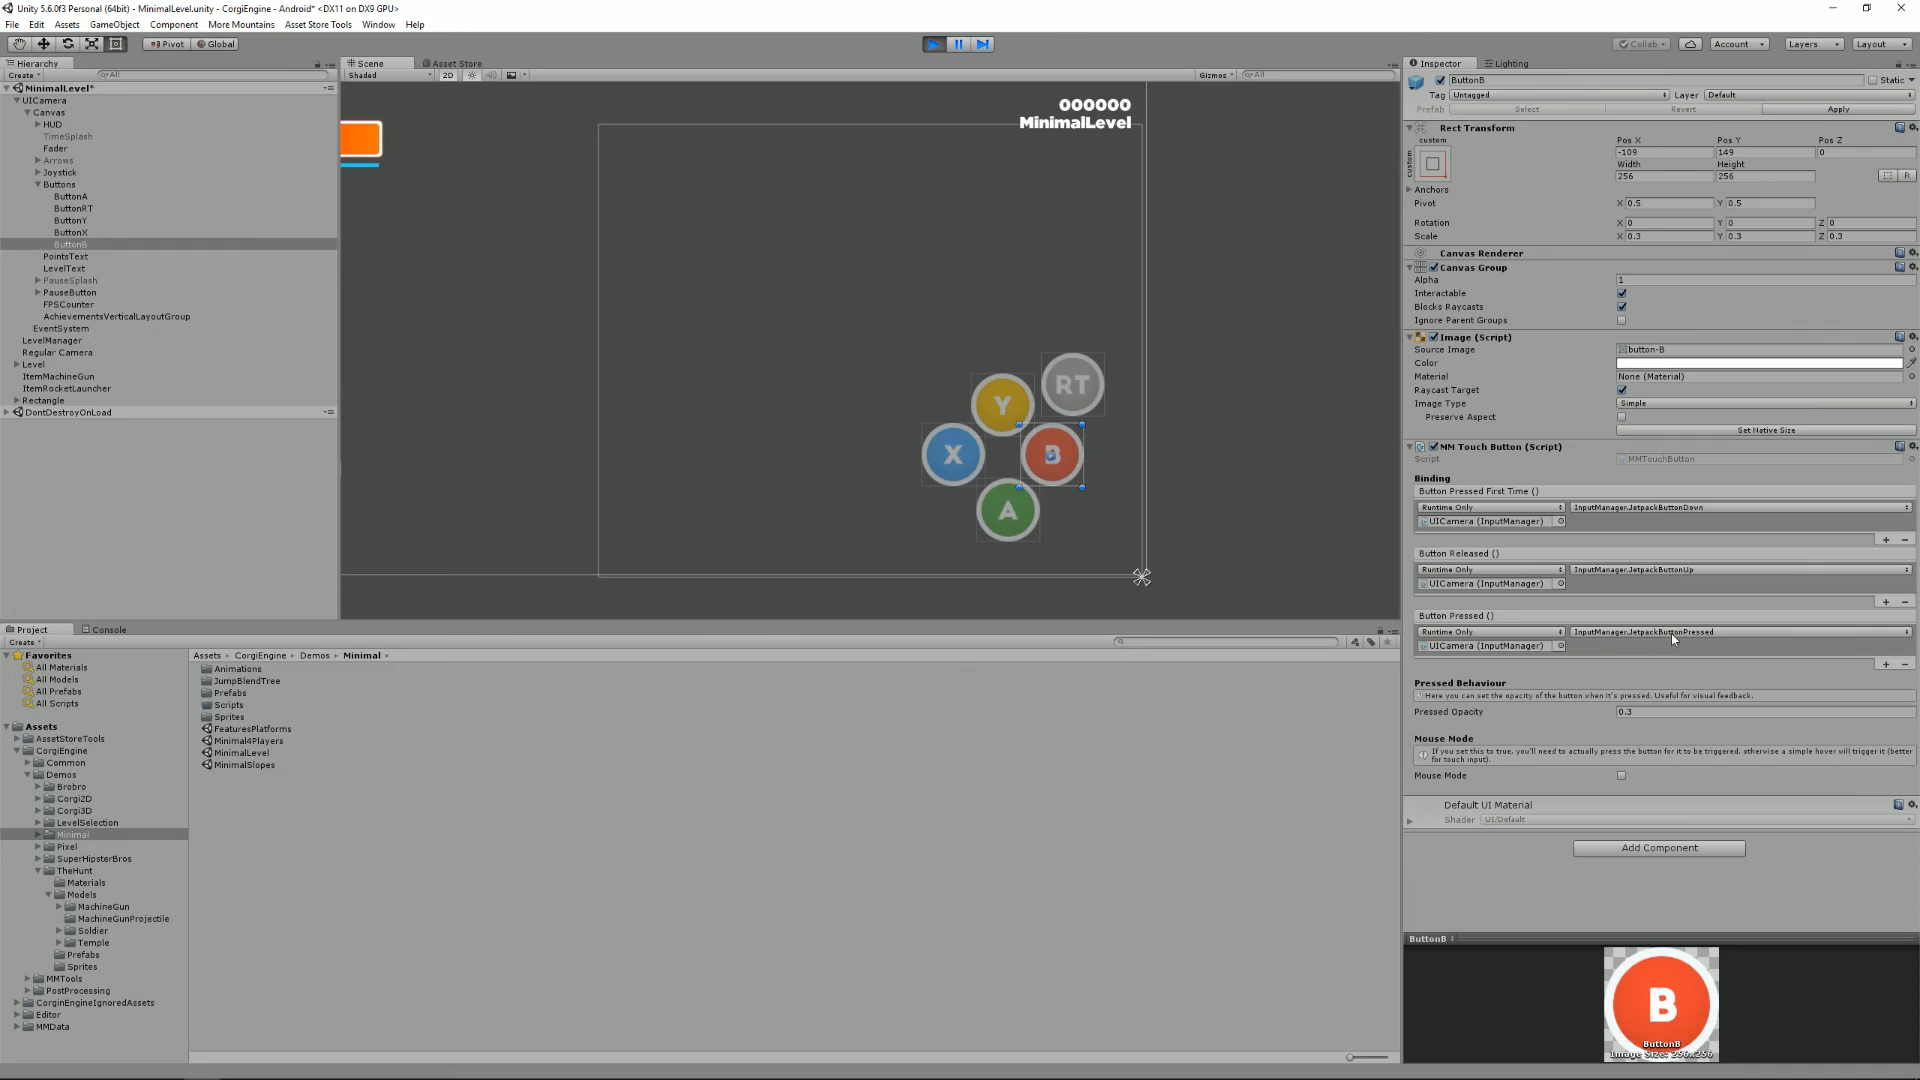 Unity 5.6.0f3 Personal (64bit) - MinimalLevel.unity - CorgiEngine - Android* <DX11 on DX9 GPU>
File Edit Assets GameObject Component More Mountains Asset Store Tools Window Help
Pivot Global Collab Account Layers Layout
Hierarchy
Create All
MinimalLevel*
UICamera
Canvas
HUD
TimeSplash
Fader
Arrows
Joystick
Buttons
ButtonA
ButtonRT
ButtonY
ButtonX
ButtonB
PointsText
LevelText
PauseSplash
PauseButton
FPSCounter
AchievementsVerticalLayoutGroup
EventSystem
LevelManager
Regular Camera
Level
ItemMachineGun
ItemRocketLauncher
Rectangle
DontDestroyOnLoad
Scene Asset Store
Shaded 2D Gizmos All
000000
MinimalLevel
RT
Y
X
B
A
Inspector Lighting
ButtonB Static
Tag Untagged Layer Default
Prefab Select Revert Apply
Rect Transform
custom Pos X Pos Y Pos Z
custom
-109 149 0
Width Height
256 256
R
Anchors
Pivot X 0.5 Y 0.5
Rotation X 0 Y 0 Z 0
Scale X 0.3 Y 0.3 Z 0.3
Canvas Renderer
Canvas Group
Alpha 1
Interactable
Blocks Raycasts
Ignore Parent Groups
Image (Script)
Source Image button-B
Color
Material None (Material)
Raycast Target
Image Type Simple
Preserve Aspect
Set Native Size
MM Touch Button (Script)
Script MMTouchButton
Binding
Button Pressed First Time ()
Runtime Only InputManager.JetpackButtonDown
UICamera (InputManager)
+ -
Button Released ()
Runtime Only InputManager.JetpackButtonUp
UICamera (InputManager)
+ -
Button Pressed ()
Runtime Only InputManager.JetpackButtonPressed
UICamera (InputManager)
+ -
Pressed Behaviour
Here you can set the opacity of the button when it's pressed. Useful for visual feedback.
Pressed Opacity 0.3
Mouse Mode
If you set this to true, you'll need to actually press the button for it to be triggered, otherwise a simple hover will trigger it (better
for touch input).
Mouse Mode
Default UI Material
Shader UI/Default
Add Component
ButtonB
B
ButtonB
Image Size: 256x256
Project Console
Create
Favorites
All Materials
All Models
All Prefabs
All Scripts
Assets
AssetStoreTools
CorgiEngine
Common
Demos
Brobro
Corgi2D
Corgi3D
LevelSelection
Minimal
Pixel
SuperHipsterBros
TheHunt
Materials
Models
MachineGun
MachineGunProjectile
Soldier
Temple
Prefabs
Sprites
MMTools
PostProcessing
CorginEngineIgnoredAssets
Editor
MMData
Assets CorgiEngine Demos Minimal
Animations
JumpBlendTree
Prefabs
Scripts
Sprites
FeaturesPlatforms
Minimal4Players
MinimalLevel
MinimalSlopes